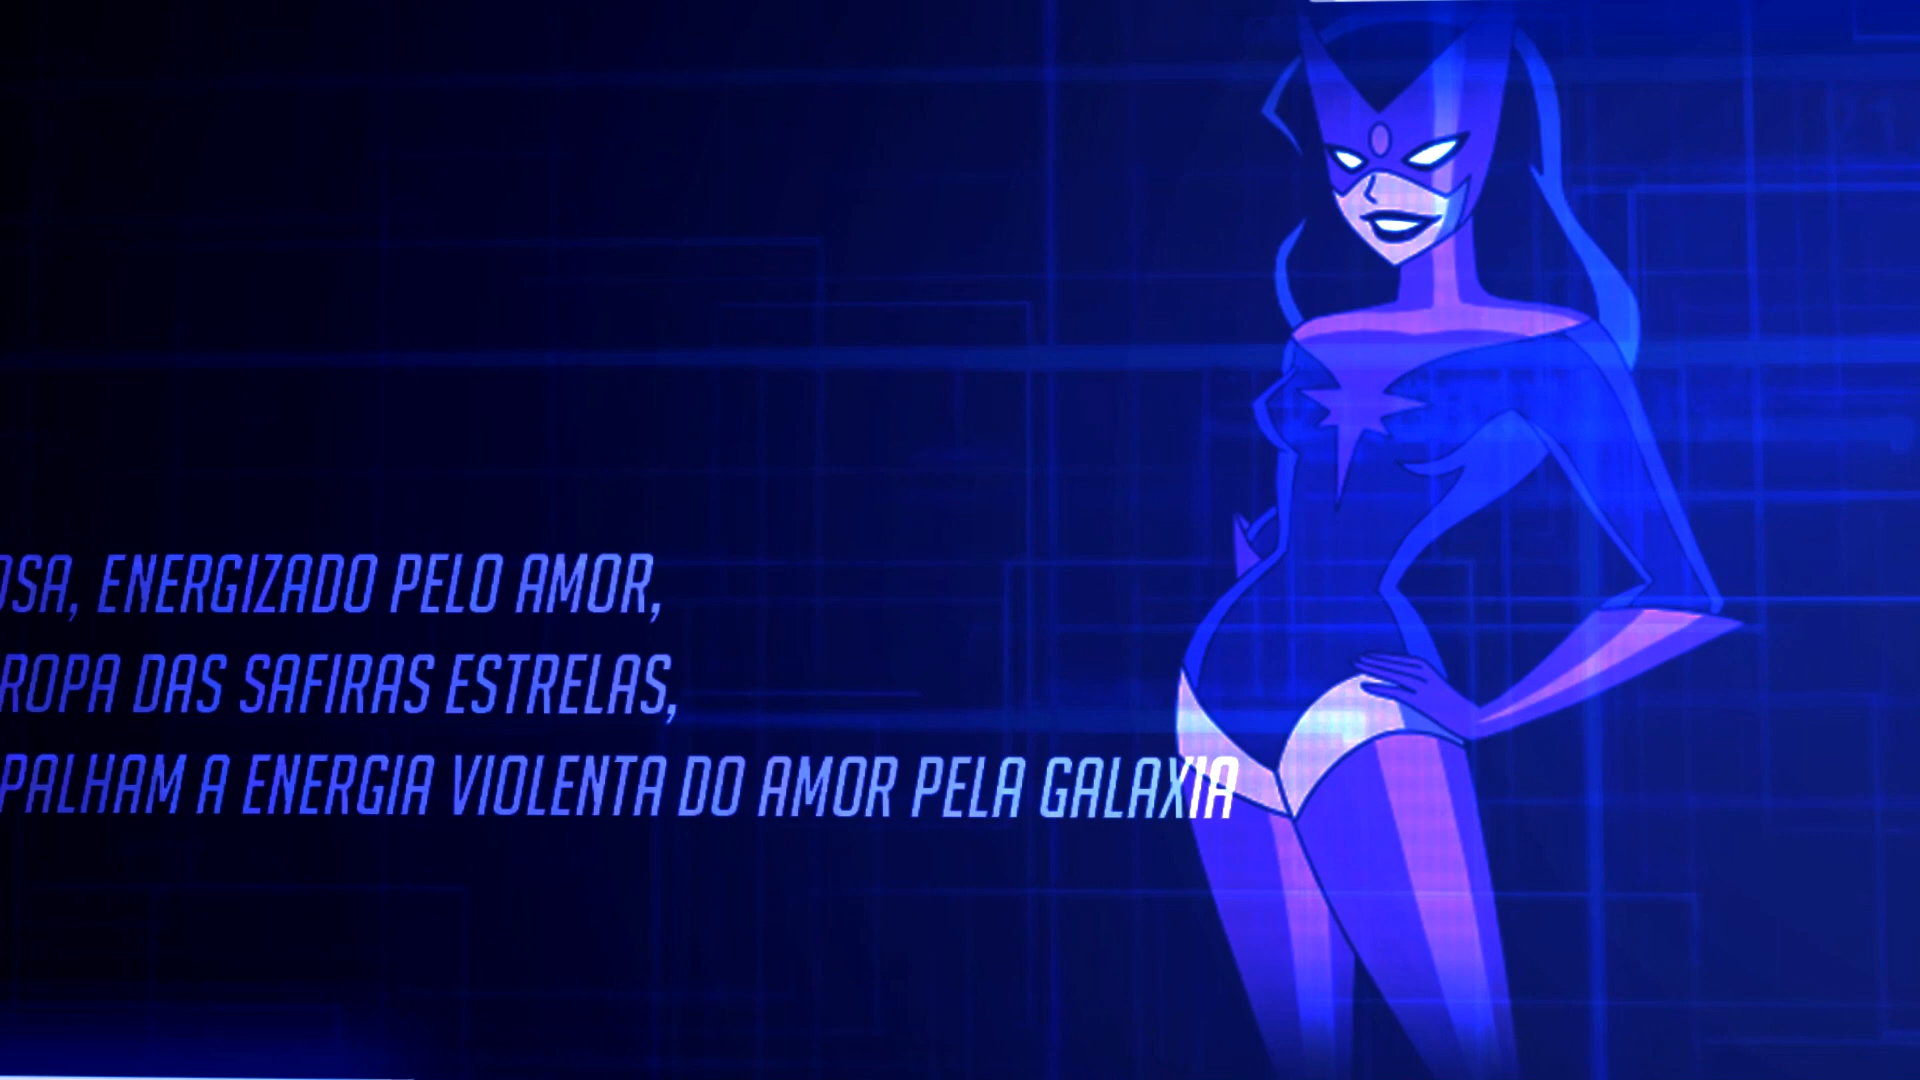 OSA, ENERGIZADO PELO AMOR,
ROPA DAS SAFIRAS ESTRELAS,
PALHAM A ENERGIA VIOLENTA DO AMOR PELA GALAXIA